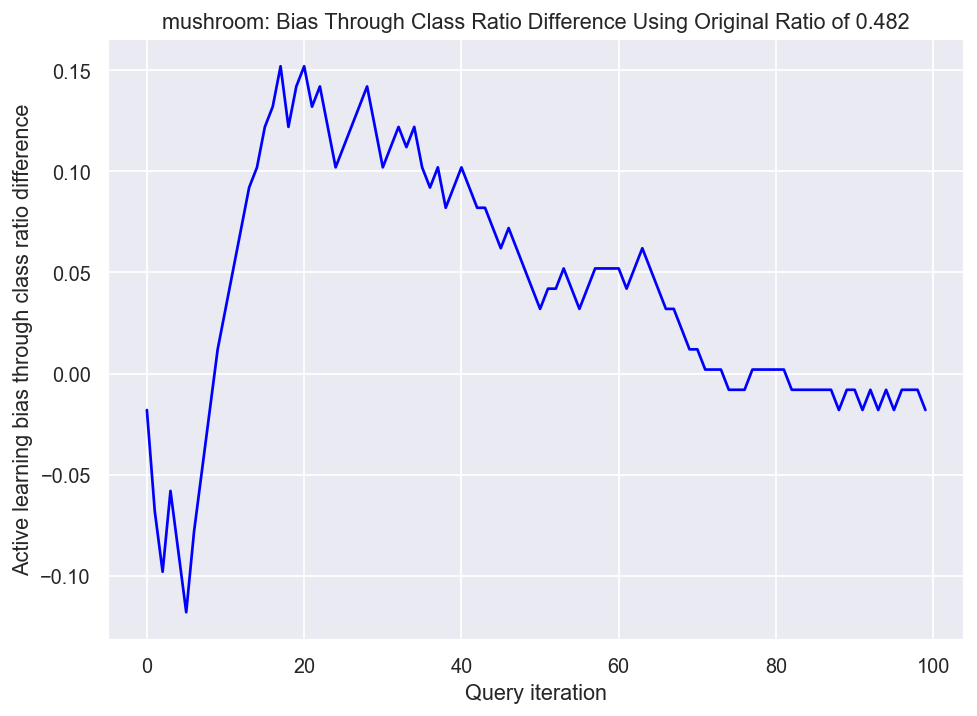 mushroom: Bias Through Class Ratio Difference Using Original Ratio of 0.482
Active learning bias through class ratio difference
0.15
0.10
0.05
0.00
−0.05
−0.10
0 20 40 60 80 100
Query iteration